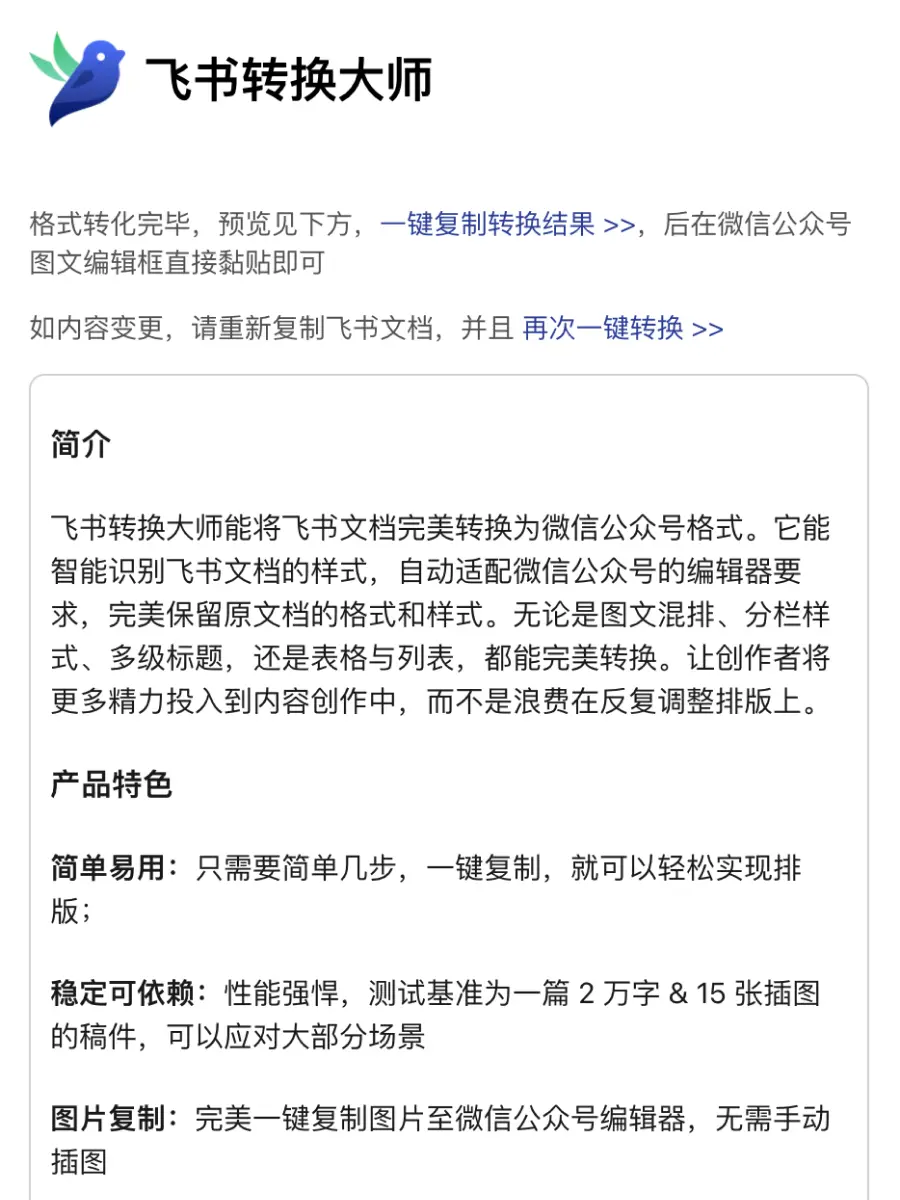 飞书转换大师
格式转化完毕，预览见下方，一键复制转换结果 >>，后在微信公众号
图文编辑框直接黏贴即可
如内容变更，请重新复制飞书文档，并且 再次一键转换 >>
简介
飞书转换大师能将飞书文档完美转换为微信公众号格式。它能
智能识别飞书文档的样式，自动适配微信公众号的编辑器要
求，完美保留原文档的格式和样式。无论是图文混排、分栏样
式、多级标题，还是表格与列表，都能完美转换。让创作者将
更多精力投入到内容创作中，而不是浪费在反复调整排版上。
产品特色
简单易用：只需要简单几步，一键复制，就可以轻松实现排
版；
稳定可依赖：性能强悍，测试基准为一篇 2 万字 & 15 张插图
的稿件，可以应对大部分场景
图片复制：完美一键复制图片至微信公众号编辑器，无需手动
插图